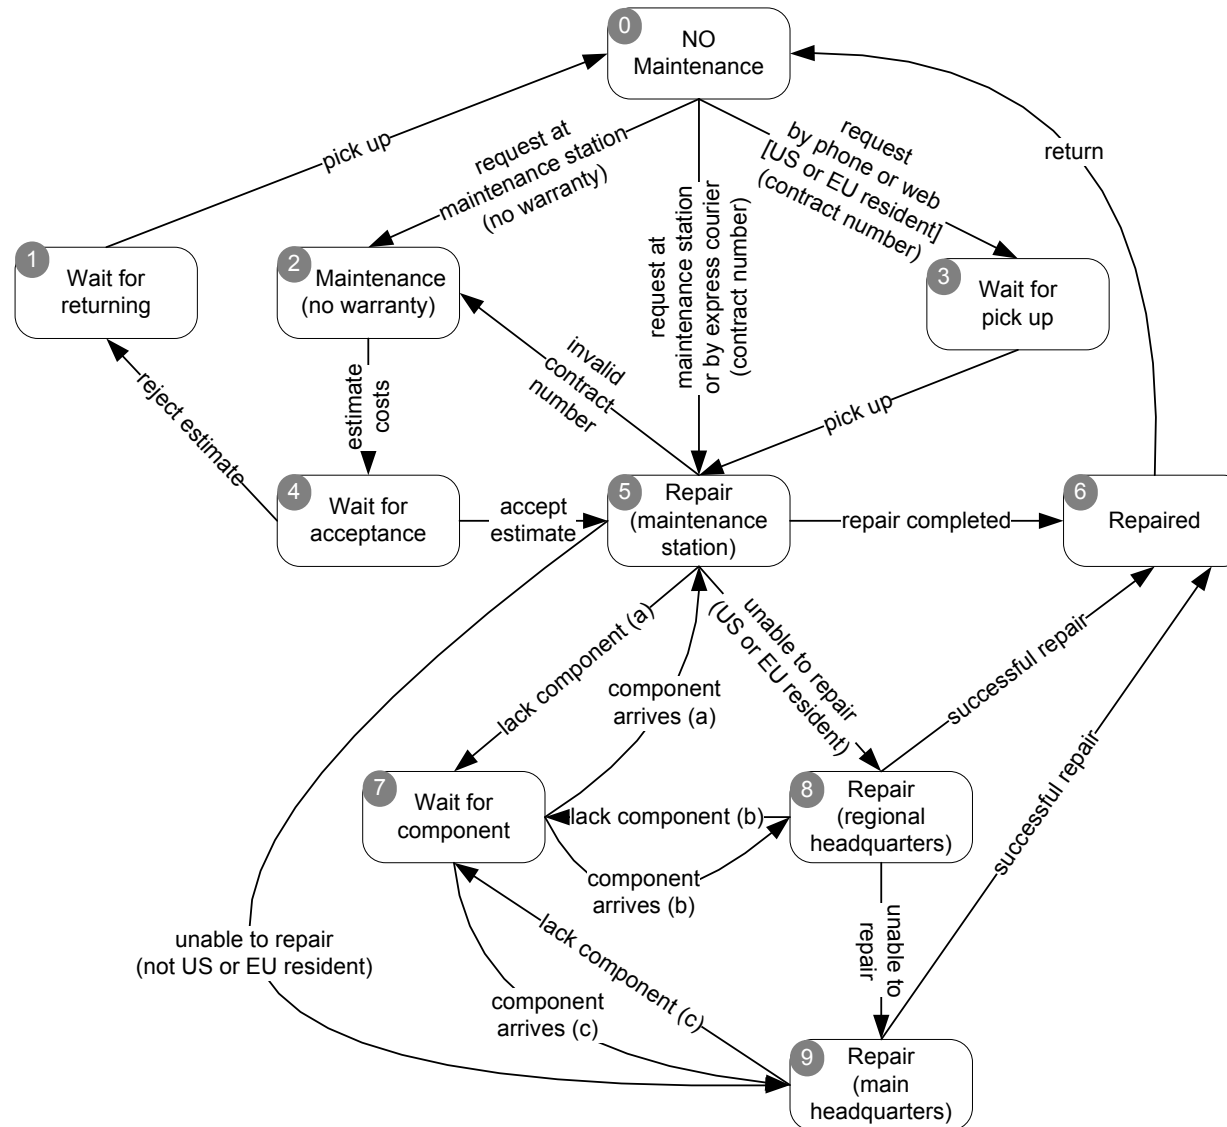 0
NO
Maintenance
pick up
request at
maintenance station
(no warranty)
request at
maintenance station
or by express courier
(contract number)
request
by phone or web
[US or EU resident]
(contract number)
return
1
Wait for
returning
2
Maintenance
(no warranty)
3
Wait for
pick up
reject estimate
estimate
costs
invalid
contract
number
pick up
4
Wait for
acceptance
accept
estimate
5
Repair
(maintenance
station)
repair completed
6
Repaired
lack component (a)
component
arrives (a)
unable to repair
(US or EU resident)
successful repair
successful repair
7
Wait for
component
lack component (b)
component
arrives (b)
8
Repair
(regional
headquarters)
unable to repair
(not US or EU resident)
lack component (c)
component
arrives (c)
unable to
repair
9
Repair
(main
headquarters)